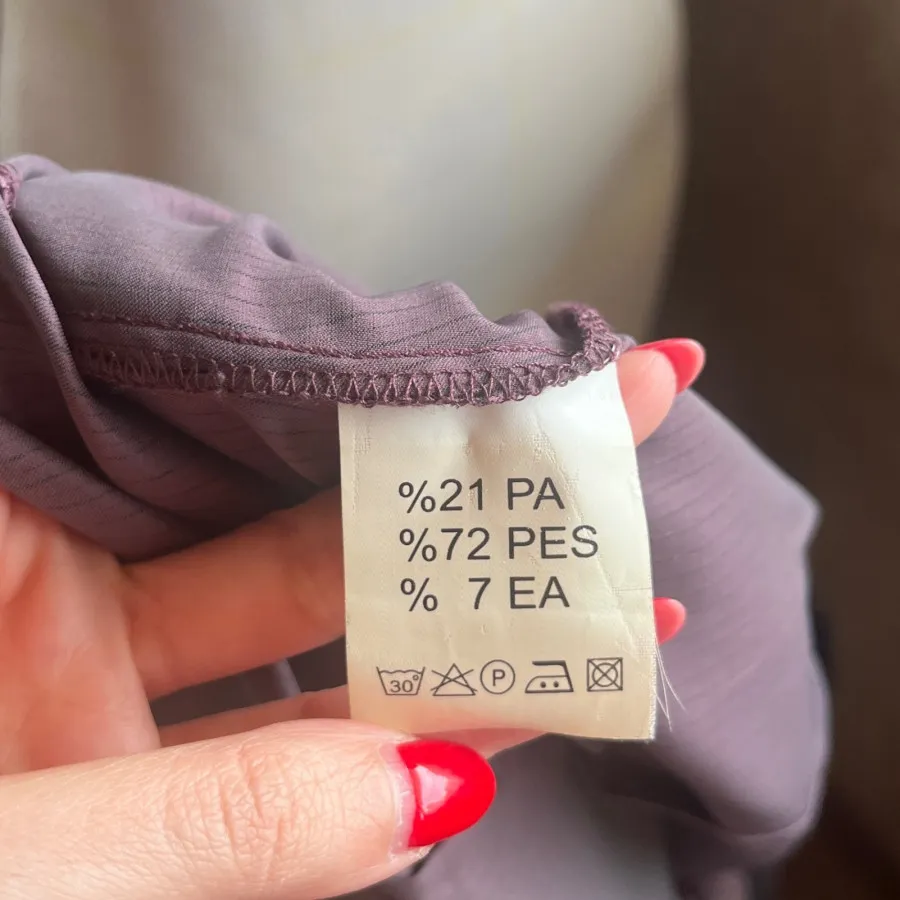 %21 PA
%72 PES
% 7 EA
30° P